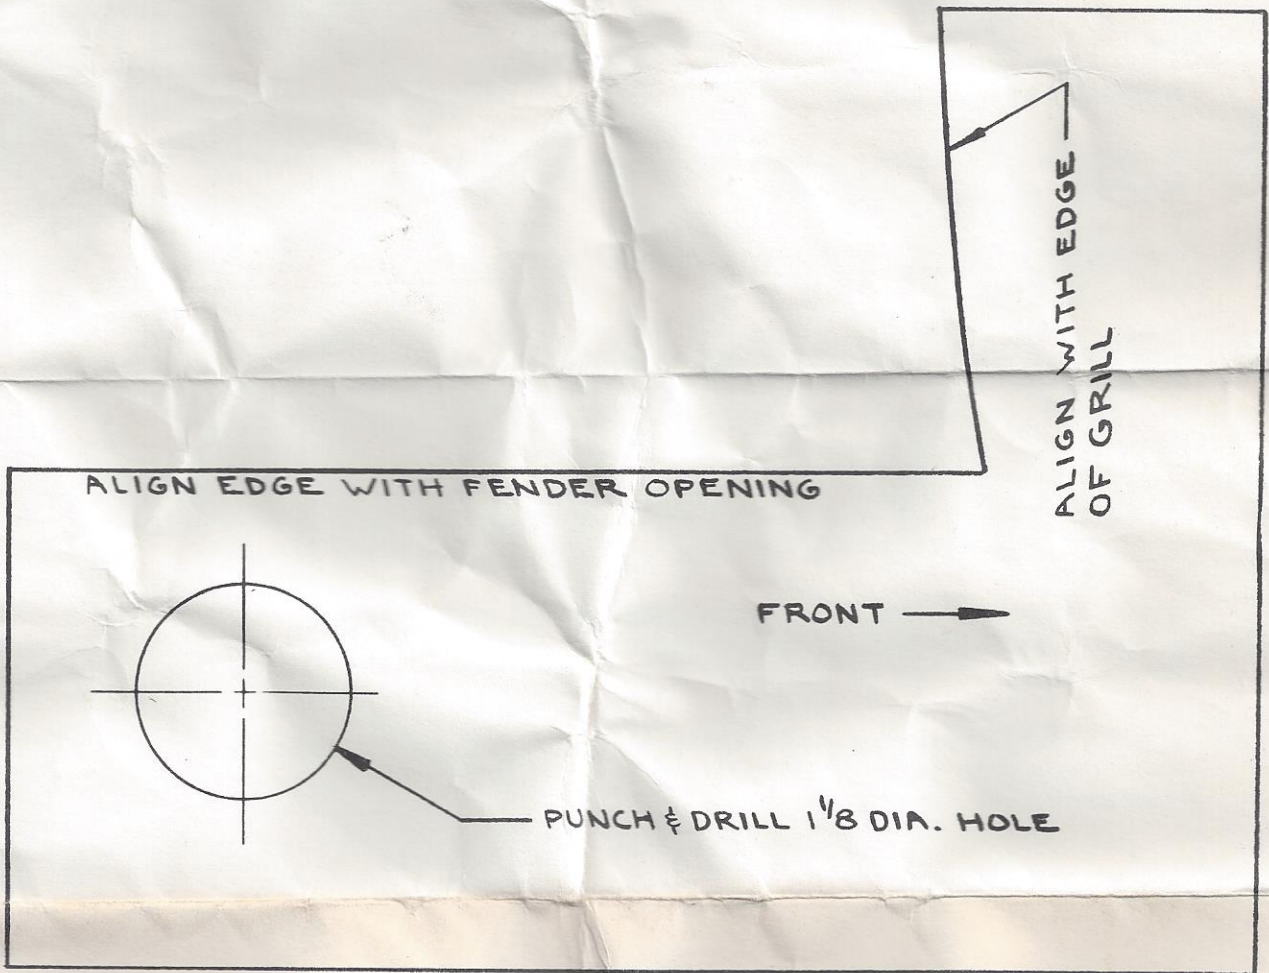 ALIGN WITH EDGE
OF GRILL
ALIGN EDGE WITH FENDER OPENING
FRONT
PUNCH & DRILL 1 1/8 DIA. HOLE